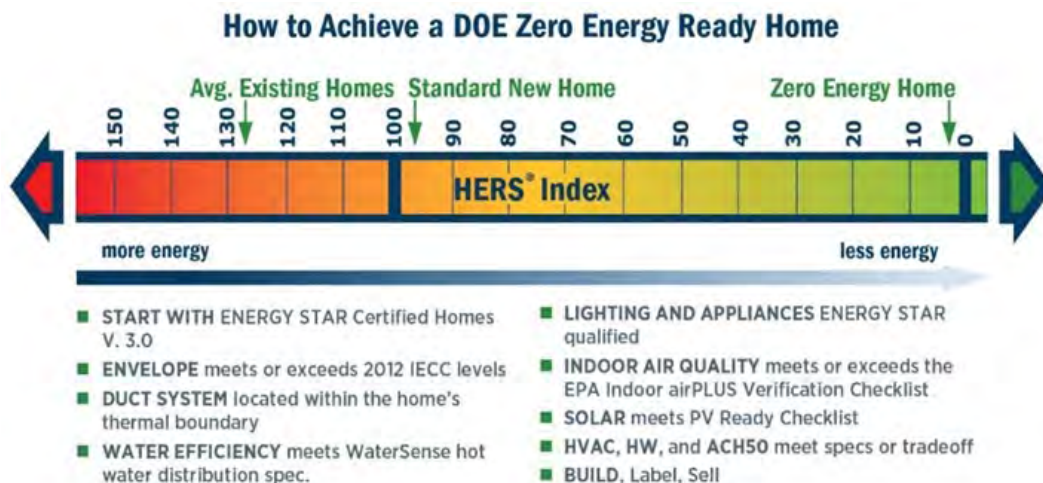 How to Achieve a DOE Zero Energy Ready Home
Avg. Existing Homes Standard New Home Zero Energy Home
150 140 130 120 110 100 90 80 70 60 50 40 30 20 10 0
HERS® Index
more energy less energy
START WITH ENERGY STAR Certified Homes
V. 3.0
ENVELOPE meets or exceeds 2012 IECC levels
DUCT SYSTEM located within the home's
thermal boundary
WATER EFFICIENCY meets WaterSense hot
water distribution spec.
LIGHTING AND APPLIANCES ENERGY STAR
qualified
INDOOR AIR QUALITY meets or exceeds the
EPA Indoor airPLUS Verification Checklist
SOLAR meets PV Ready Checklist
HVAC, HW, and ACH50 meet specs or tradeoff
BUILD, Label, Sell